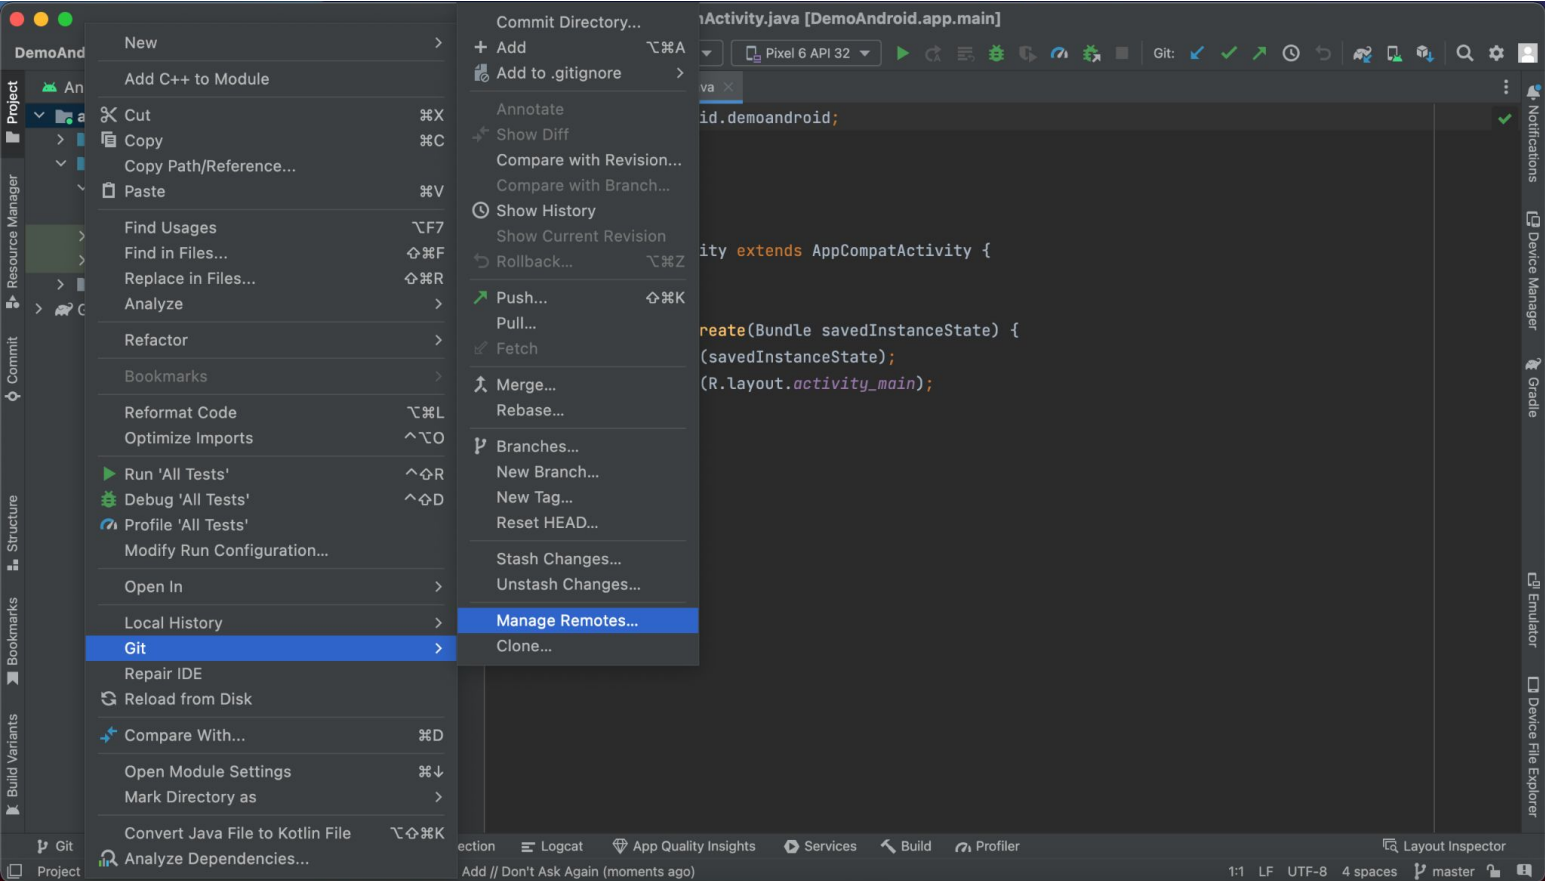 nActivity.java [DemoAndroid.app.main]
DemoAnd
Pixel 6 API 32
Git:
Project
Resource Manager
Commit
Structure
Bookmarks
Build Variants
An
a
G
New
Add C++ to Module
Cut ⌘X
Copy ⌘C
Copy Path/Reference...
Paste ⌘V
Find Usages ⌥F7
Find in Files... ⇧⌘F
Replace in Files... ⇧⌘R
Analyze
Refactor
Bookmarks
Reformat Code ⌥⌘L
Optimize Imports ^⌥O
Run 'All Tests' ^⇧R
Debug 'All Tests' ^⇧D
Profile 'All Tests'
Modify Run Configuration...
Open In
Local History
Git
Repair IDE
Reload from Disk
Compare With... ⌘D
Open Module Settings ⌘↓
Mark Directory as
Convert Java File to Kotlin File ⌥⇧⌘K
Analyze Dependencies...
Commit Directory...
Add ⌥⌘A
Add to .gitignore
Annotate
Show Diff
Compare with Revision...
Compare with Branch...
Show History
Show Current Revision
Rollback... ⌥⌘Z
Push... ⇧⌘K
Pull...
Fetch
Merge...
Rebase...
Branches...
New Branch...
New Tag...
Reset HEAD...
Stash Changes...
Unstash Changes...
Manage Remotes...
Clone...
va
id.demoandroid;
ity extends AppCompatActivity {
reate(Bundle savedInstanceState) {
(savedInstanceState);
(R.layout.activity_main);
Notifications
Device Manager
Gradle
Emulator
Device File Explorer
Git
ection
Logcat
App Quality Insights
Services
Build
Profiler
Layout Inspector
Project
Add // Don't Ask Again (moments ago)
1:1 LF UTF-8 4 spaces master